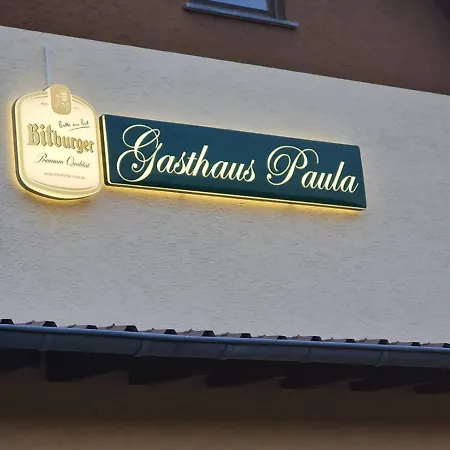 Bitte ein Bit
Bitburger
Premium Qualität
Gasthaus Paula